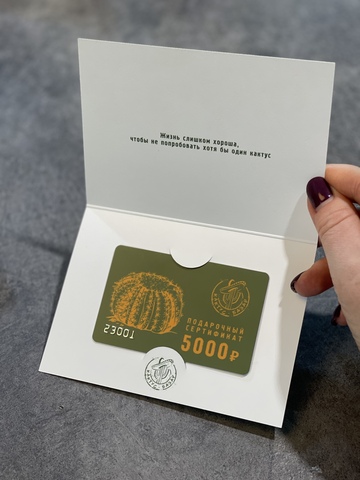 Жизнь слишком хороша,
чтобы не попробовать хотя бы один кактус
23001
ПОДАРОЧНЫЙ
СЕРТИФИКАТ
5000₽